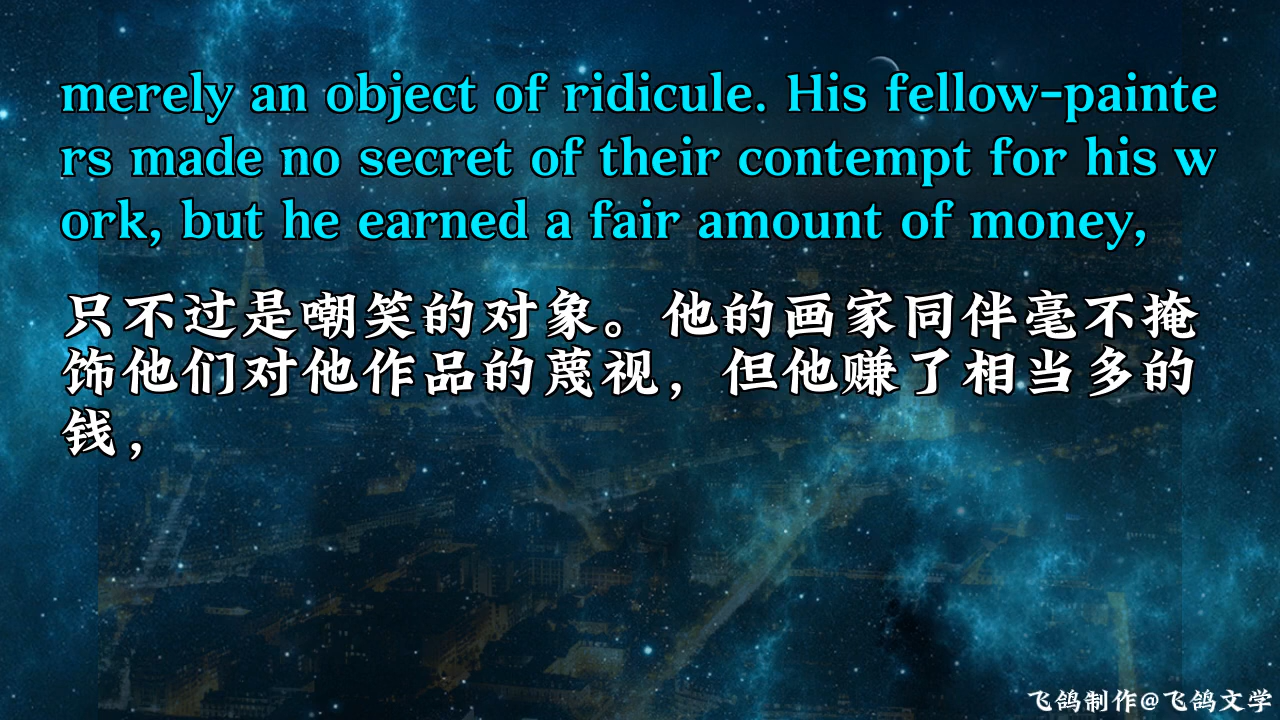 merely an object of ridicule. His fellow-painte
rs made no secret of their contempt for his w
ork, but he earned a fair amount of money,
只不过是嘲笑的对象。他的画家同伴毫不掩
饰他们对他作品的蔑视，但他赚了相当多的
钱，
飞鸽制作@飞鸽文学